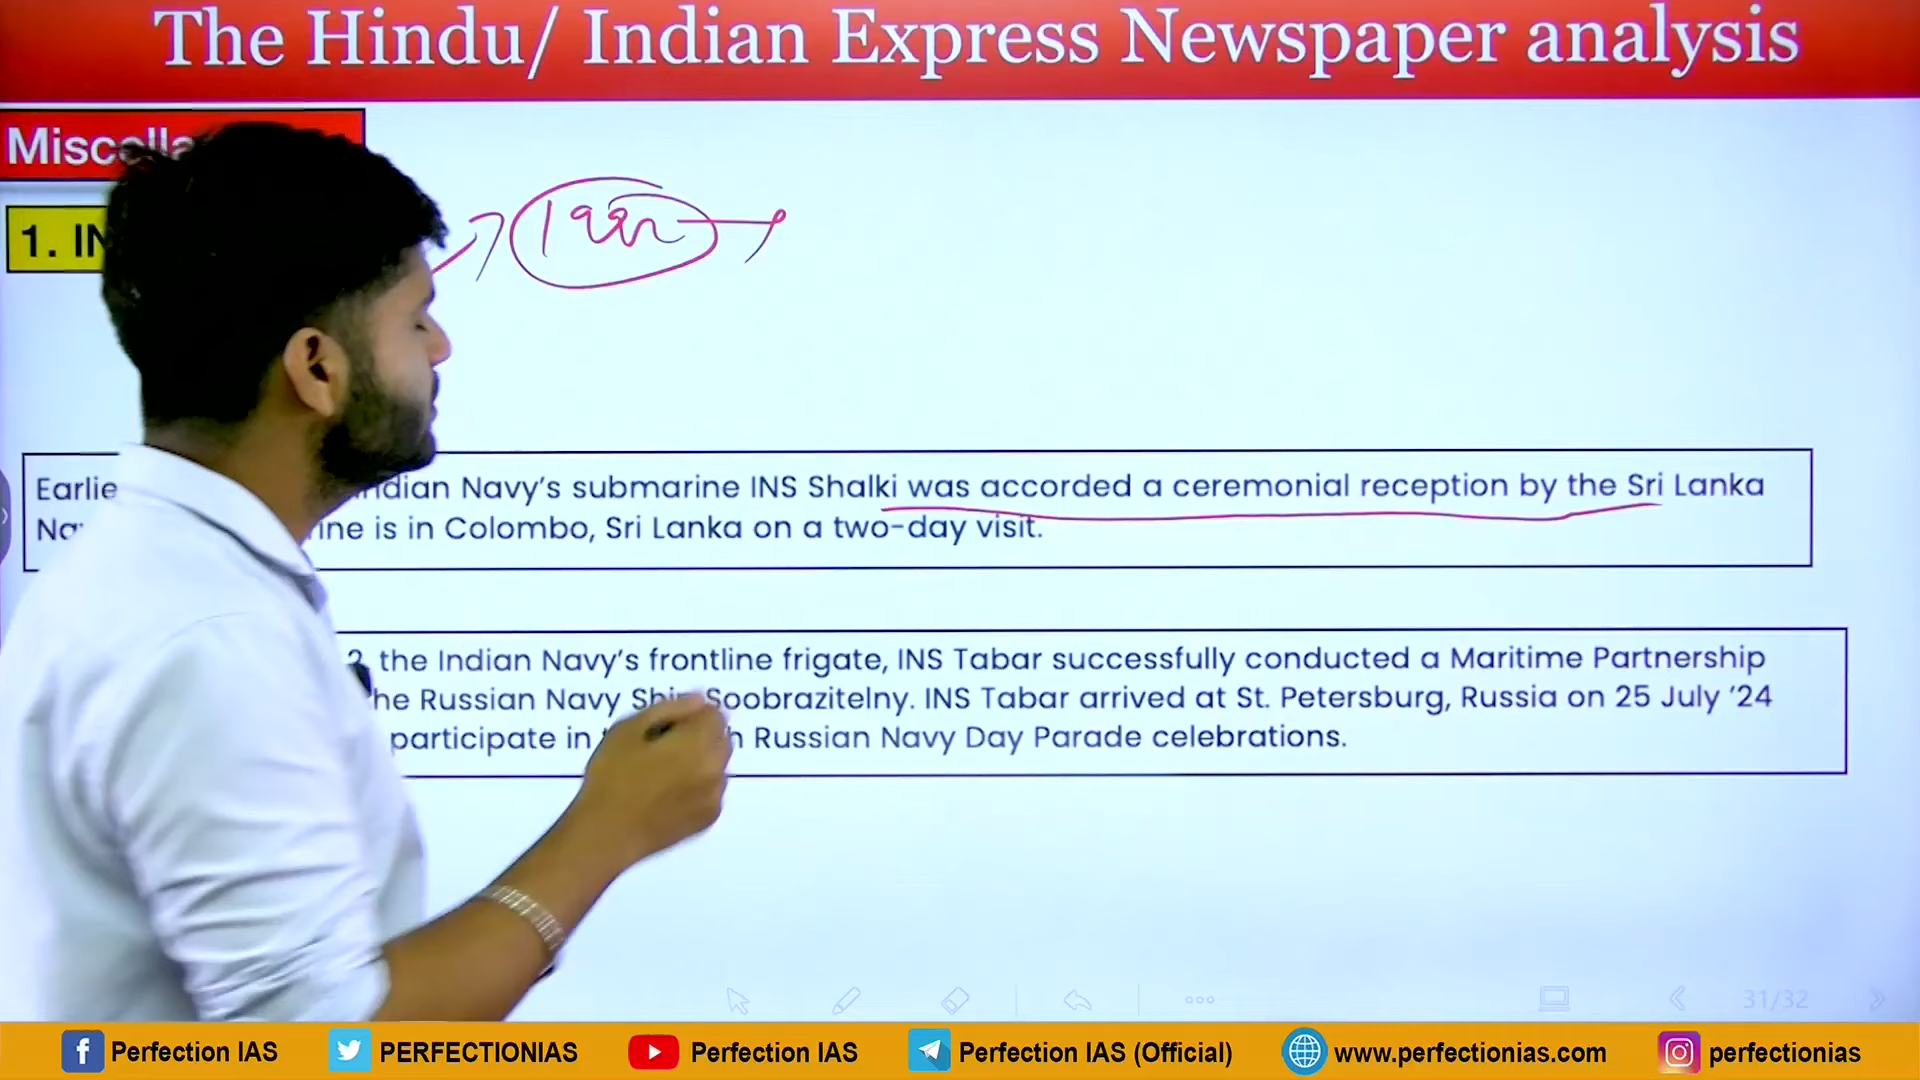 The Hindu/ Indian Express Newspaper analysis
Miscella
1. IN
Earlie ndian Navy's submarine INS Shalki was accorded a ceremonial reception by the Sri Lanka
Na rine is in Colombo, Sri Lanka on a two-day visit.
the Indian Navy's frontline frigate, INS Tabar successfully conducted a Maritime Partnership
he Russian Navy Ship Soobrazitelny. INS Tabar arrived at St. Petersburg, Russia on 25 July '24
participate in h Russian Navy Day Parade celebrations.
31/32
Perfection IAS
PERFECTIONIAS
Perfection IAS
Perfection IAS (Official)
www.perfectionias.com
perfectionias